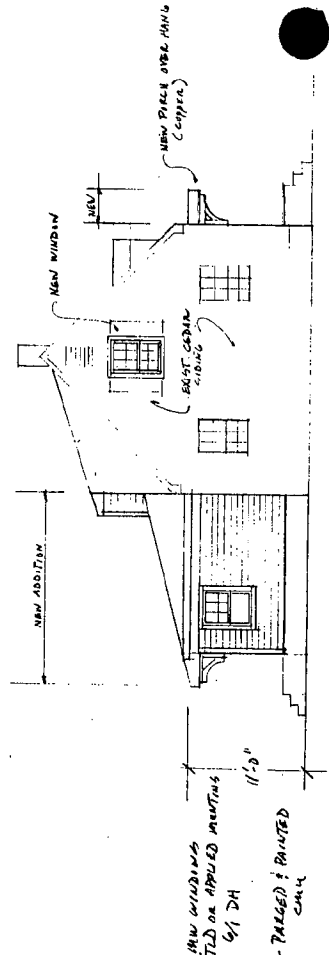 NEW PORCH OVER HANG
(COPPER)
NEW
NEW WINDOW
EXIST. CEDAR
SIDING
NEW ADDITION
11'-0"
NEW WINDOWS
OR APPLIED MUNTINS
6/1 DH
- PARGED & PAINTED
CMU